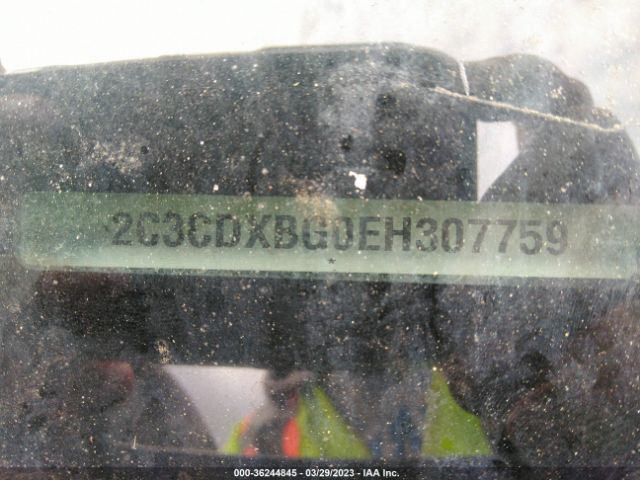 2C3CDXBG0EH307759
000-36244845 - 03/29/2023 - IAA Inc.